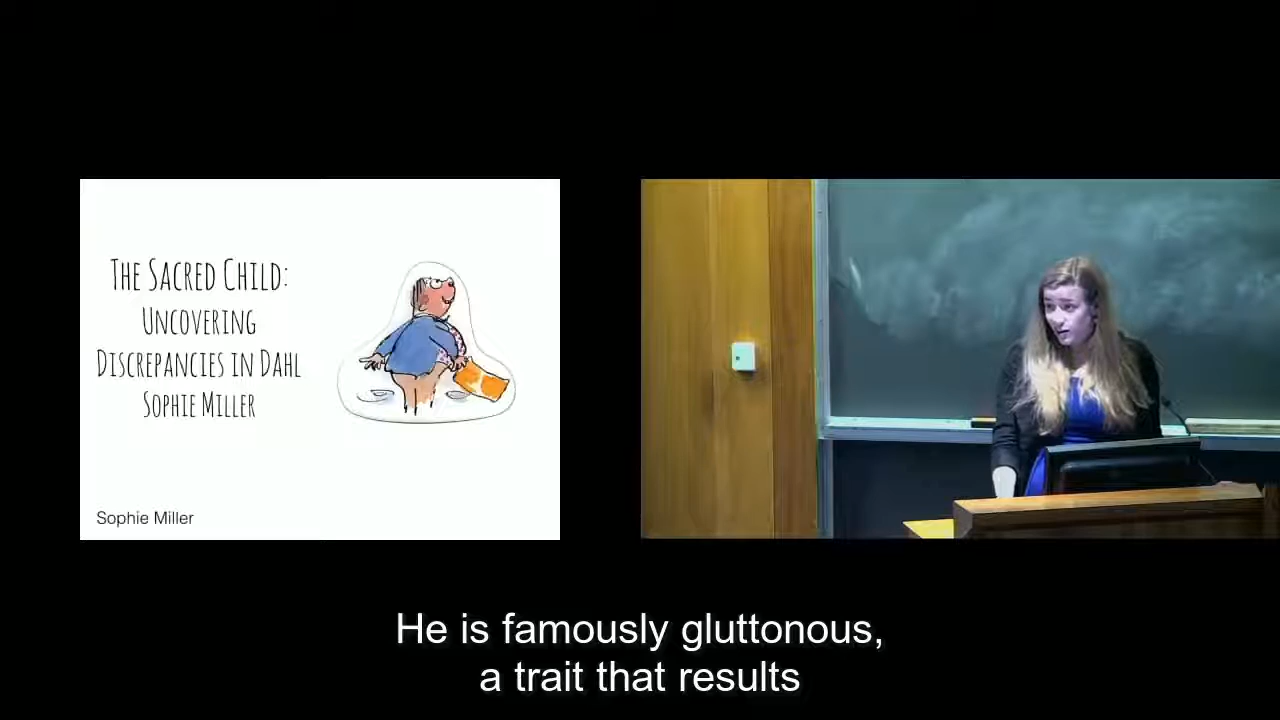 THE SACRED CHILD:
UNCOVERING
DISCREPANCIES IN DAHL
SOPHIE MILLER
Sophie Miller
He is famously gluttonous,
a trait that results